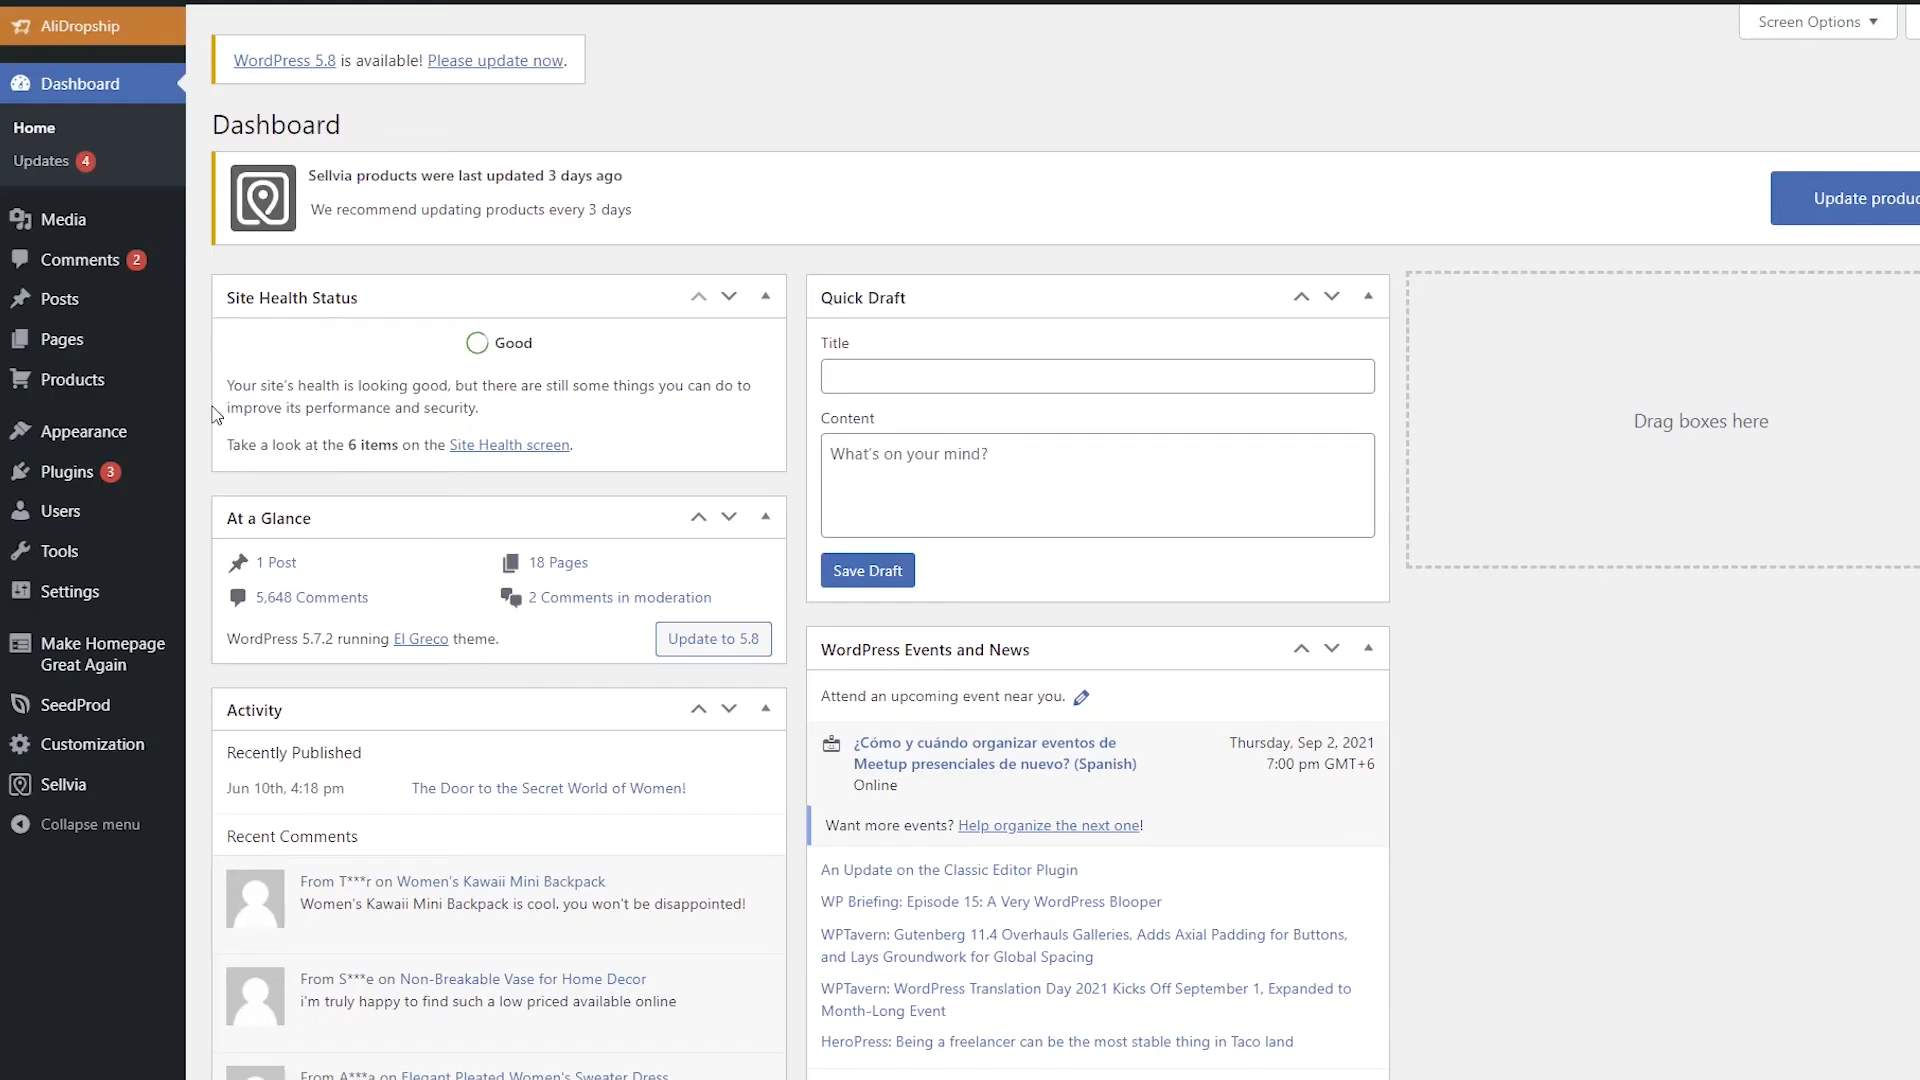 AliDropship
Dashboard
Home
Updates 4
Media
Comments 2
Posts
Pages
Products
Appearance
Plugins 3
Users
Tools
Settings
Make Homepage
Great Again
SeedProd
Customization
Sellvia
Collapse menu
Screen Options
WordPress 5.8 is available! Please update now.
Dashboard
Sellvia products were last updated 3 days ago
We recommend updating products every 3 days
Update produc
Site Health Status
Good
Your site's health is looking good, but there are still some things you can do to
improve its performance and security.
Take a look at the 6 items on the Site Health screen.
At a Glance
1 Post
18 Pages
5,648 Comments
2 Comments in moderation
WordPress 5.7.2 running El Greco theme.
Update to 5.8
Activity
Recently Published
Jun 10th, 4:18 pm
The Door to the Secret World of Women!
Recent Comments
From T***r on Women's Kawaii Mini Backpack
Women's Kawaii Mini Backpack is cool. you won't be disappointed!
From S***e on Non-Breakable Vase for Home Decor
i'm truly happy to find such a low priced available online
From A***a on Elegant Pleated Women's Sweater Dress
Quick Draft
Title
Content
What's on your mind?
Save Draft
WordPress Events and News
Attend an upcoming event near you.
¿Cómo y cuándo organizar eventos de
Meetup presenciales de nuevo? (Spanish)
Online
Thursday, Sep 2, 2021
7:00 pm GMT+6
Want more events? Help organize the next one!
An Update on the Classic Editor Plugin
WP Briefing: Episode 15: A Very WordPress Blooper
WPTavern: Gutenberg 11.4 Overhauls Galleries, Adds Axial Padding for Buttons,
and Lays Groundwork for Global Spacing
WPTavern: WordPress Translation Day 2021 Kicks Off September 1, Expanded to
Month-Long Event
HeroPress: Being a freelancer can be the most stable thing in Taco land
Drag boxes here